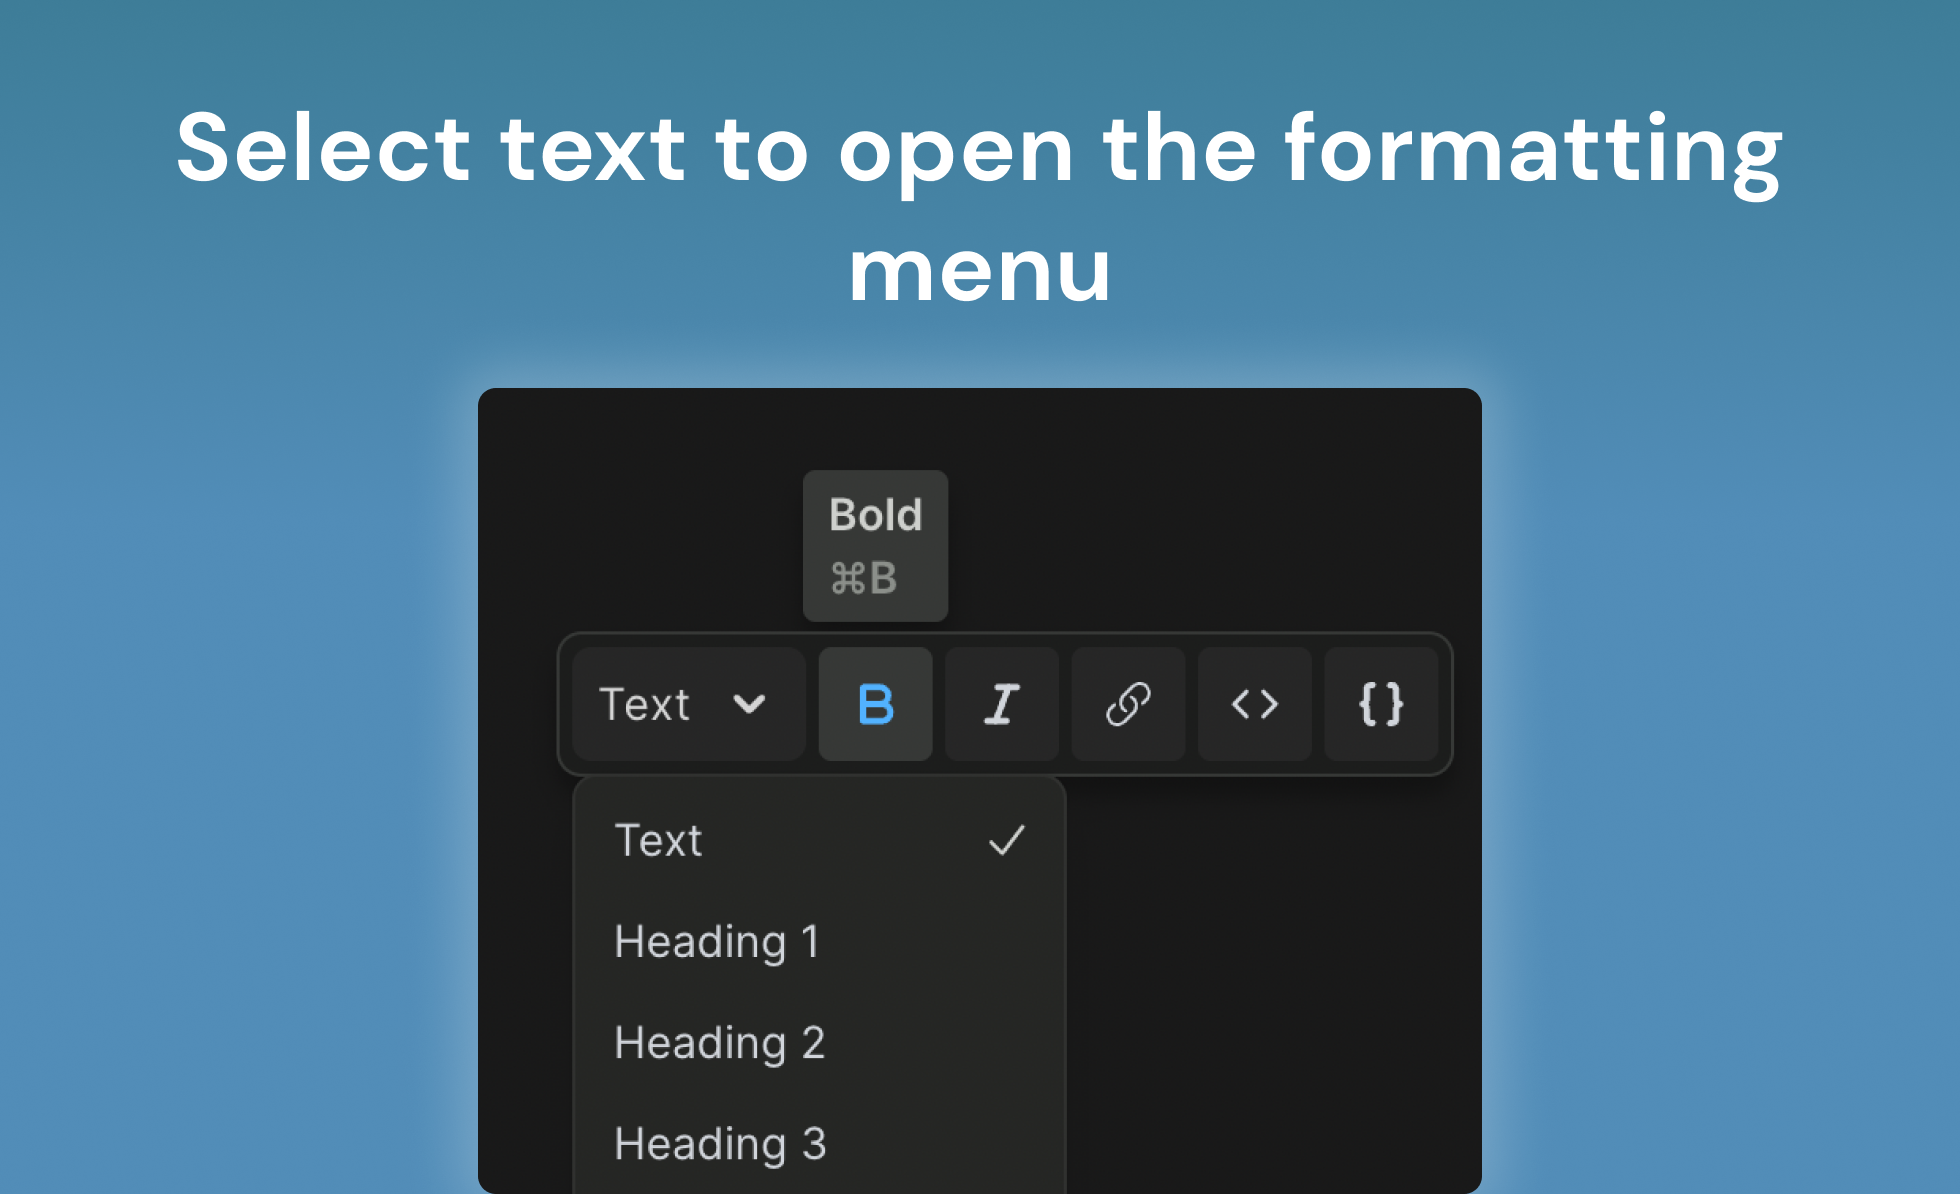 Select text to open the formatting
menu
Bold
⌘B
Text
B I <> {}
Text
Heading 1
Heading 2
Heading 3